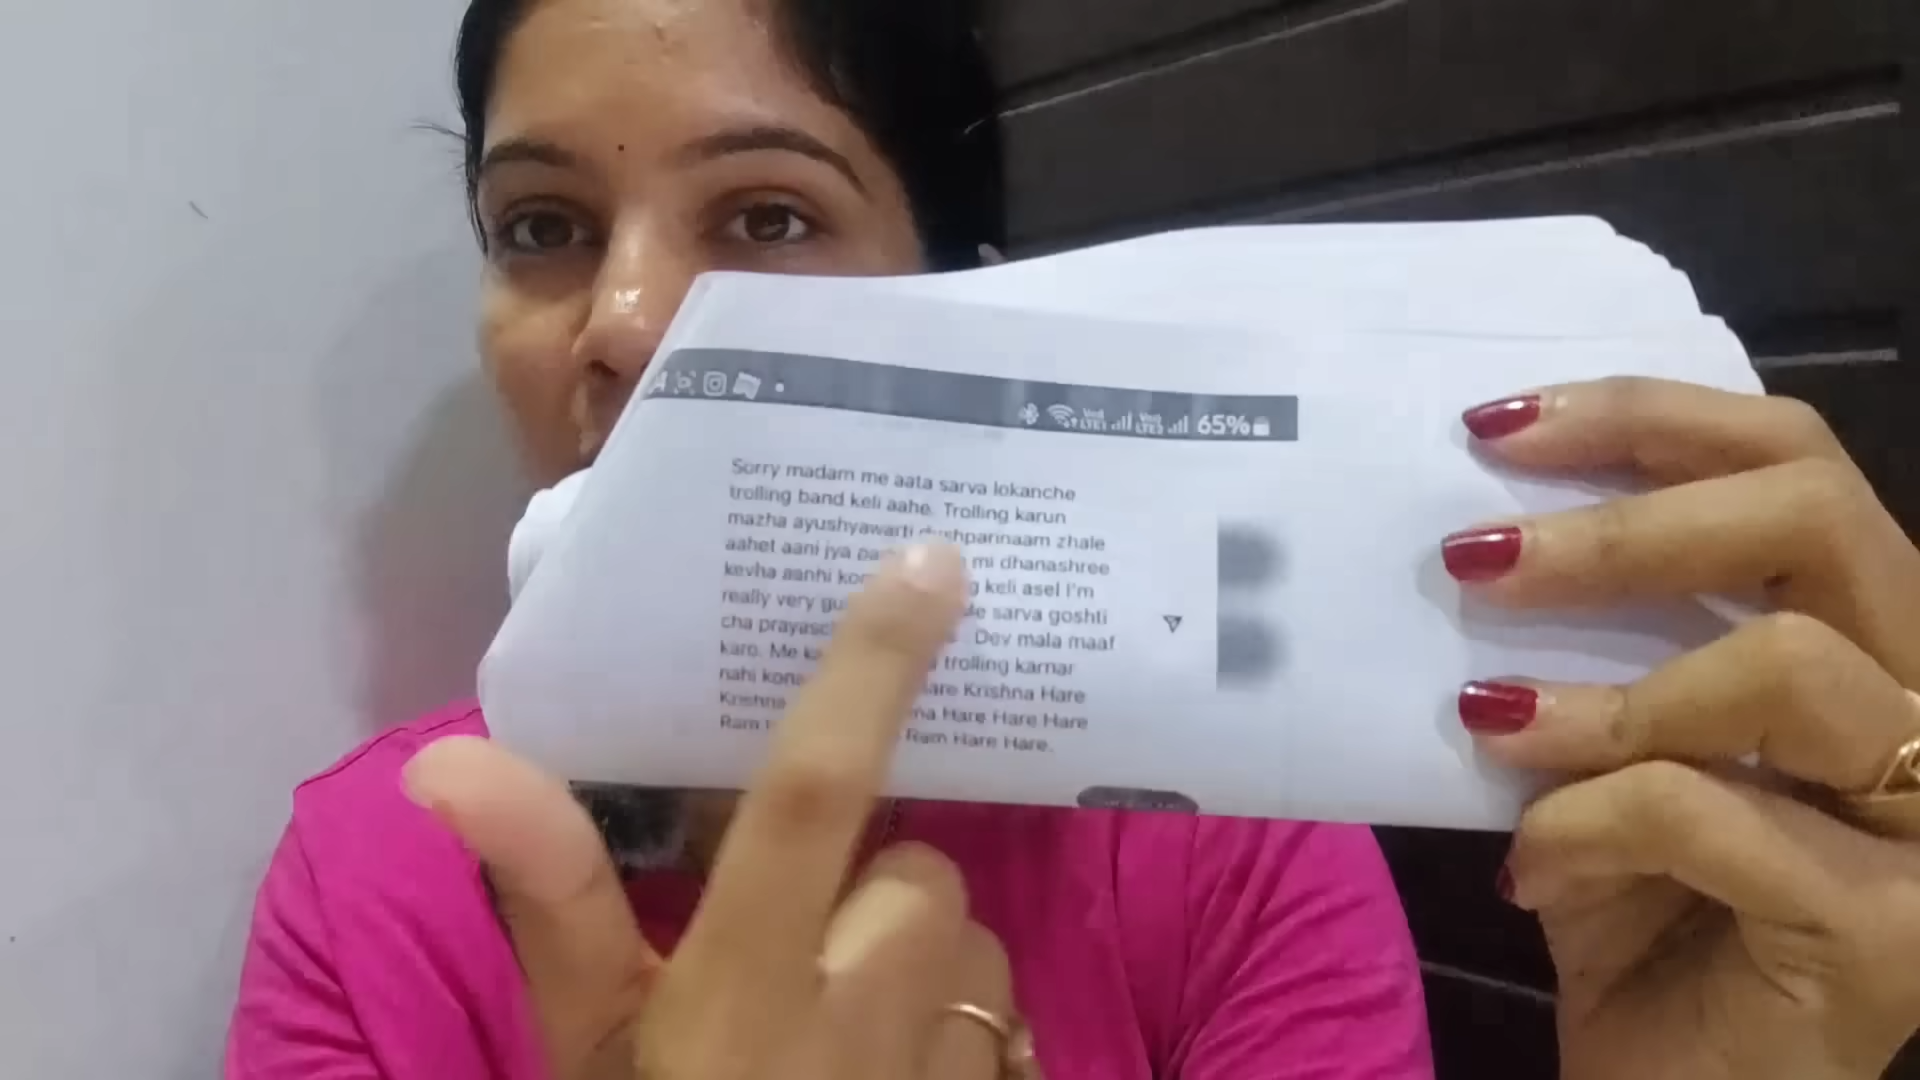 65%
Sorry madam me aata sarva lokanche
trolling band keli aahe. Trolling karun
mazha ayushyawarti dushparinaam zhale
aahet aani jya mi dhanashree
kevha aanhi keli asel I'm
really very sarva goshti
cha Dev mala maaf
karo. Me trolling karnar
nahi Hare Krishna Hare
Krishna Hare Hare Hare
Ram Ram Hare Hare.